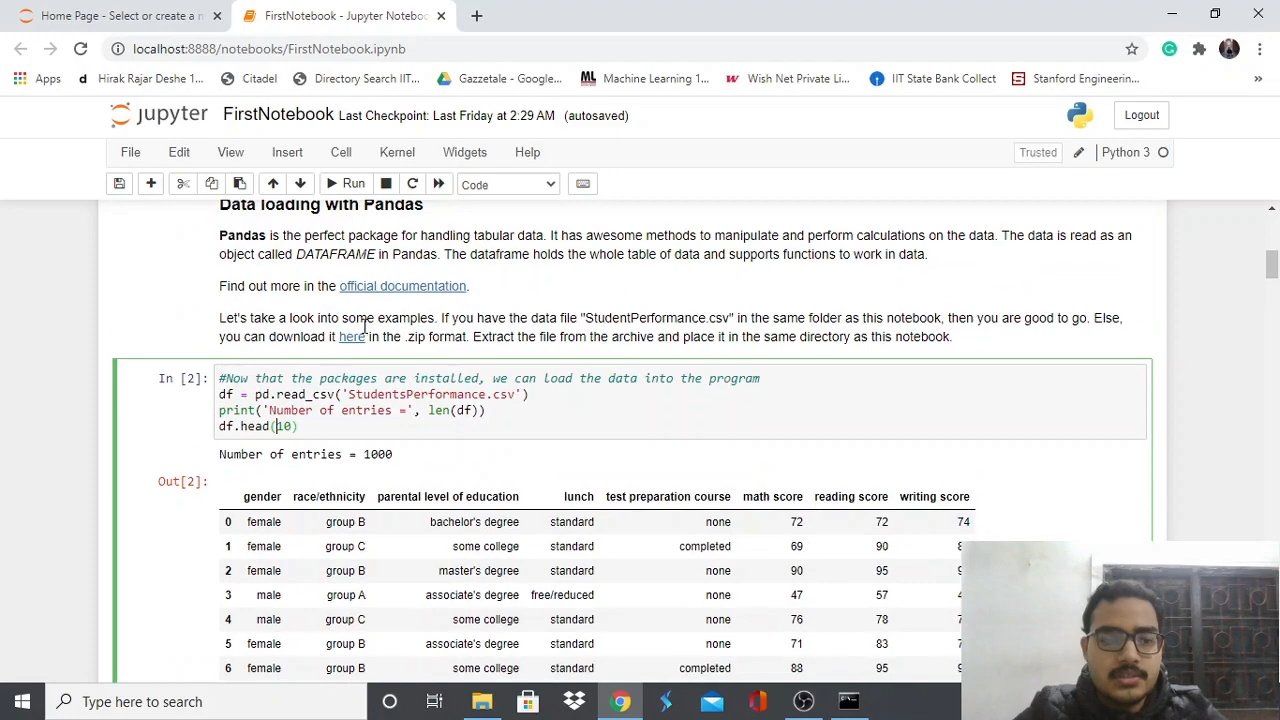 Home Page - Select or create a n
FirstNotebook - Jupyter Noteboo
localhost:8888/notebooks/FirstNotebook.ipynb
Apps
Hirak Rajar Deshe 1...
Citadel
Directory Search IIT...
Gazzetale - Google...
Machine Learning 1...
Wish Net Private Li...
IIT State Bank Collect
Stanford Engineerin...
jupyter FirstNotebook Last Checkpoint: Last Friday at 2:29 AM (autosaved)
Logout
File Edit View Insert Cell Kernel Widgets Help
Trusted
Python 3
Run
Code
Data loading with Pandas
Pandas is the perfect package for handling tabular data. It has awesome methods to manipulate and perform calculations on the data. The data is read as an
object called DATAFRAME in Pandas. The dataframe holds the whole table of data and supports functions to work in data.
Find out more in the official documentation.
Let's take a look into some examples. If you have the data file "StudentPerformance.csv" in the same folder as this notebook, then you are good to go. Else,
you can download it here in the .zip format. Extract the file from the archive and place it in the same directory as this notebook.
In [2]:
#Now that the packages are installed, we can load the data into the program
df = pd.read_csv('StudentsPerformance.csv')
print('Number of entries =', len(df))
df.head(10)
Number of entries = 1000
Out[2]:
gender race/ethnicity parental level of education lunch test preparation course math score reading score writing score
0 female group B bachelor's degree standard none 72 72 74
1 female group C some college standard completed 69 90
2 female group B master's degree standard none 90 95
3 male group A associate's degree free/reduced none 47 57
4 male group C some college standard none 76 78
5 female group B associate's degree standard none 71 83
6 female group B some college standard completed 88 95
Type here to search